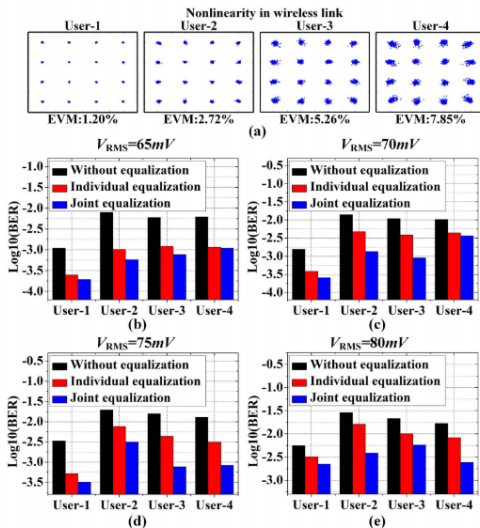 Nonlinearity in wireless link
User-1 User-2 User-3 User-4
EVM:1.20% EVM:2.72% EVM:5.26% EVM:7.85%
(a)
VRMS=65mV
-1.0
-1.5
-2.0
-2.5
-3.0
-3.5
-4.0
Log10(BER)
Without equalization
Individual equalization
Joint equalization
User-1 User-2 User-3 User-4
(b)
VRMS=70mV
-0.5
-1.0
-1.5
-2.0
-2.5
-3.0
-3.5
-4.0
Log10(BER)
Without equalization
Individual equalization
Joint equalization
User-1 User-2 User-3 User-4
(c)
VRMS=75mV
-0.5
-1.0
-1.5
-2.0
-2.5
-3.0
-3.5
Log10(BER)
Without equalization
Individual equalization
Joint equalization
User-1 User-2 User-3 User-4
(d)
VRMS=80mV
-0.5
-1.0
-1.5
-2.0
-2.5
-3.0
Log10(BER)
Without equalization
Individual equalization
Joint equalization
User-1 User-2 User-3 User-4
(e)